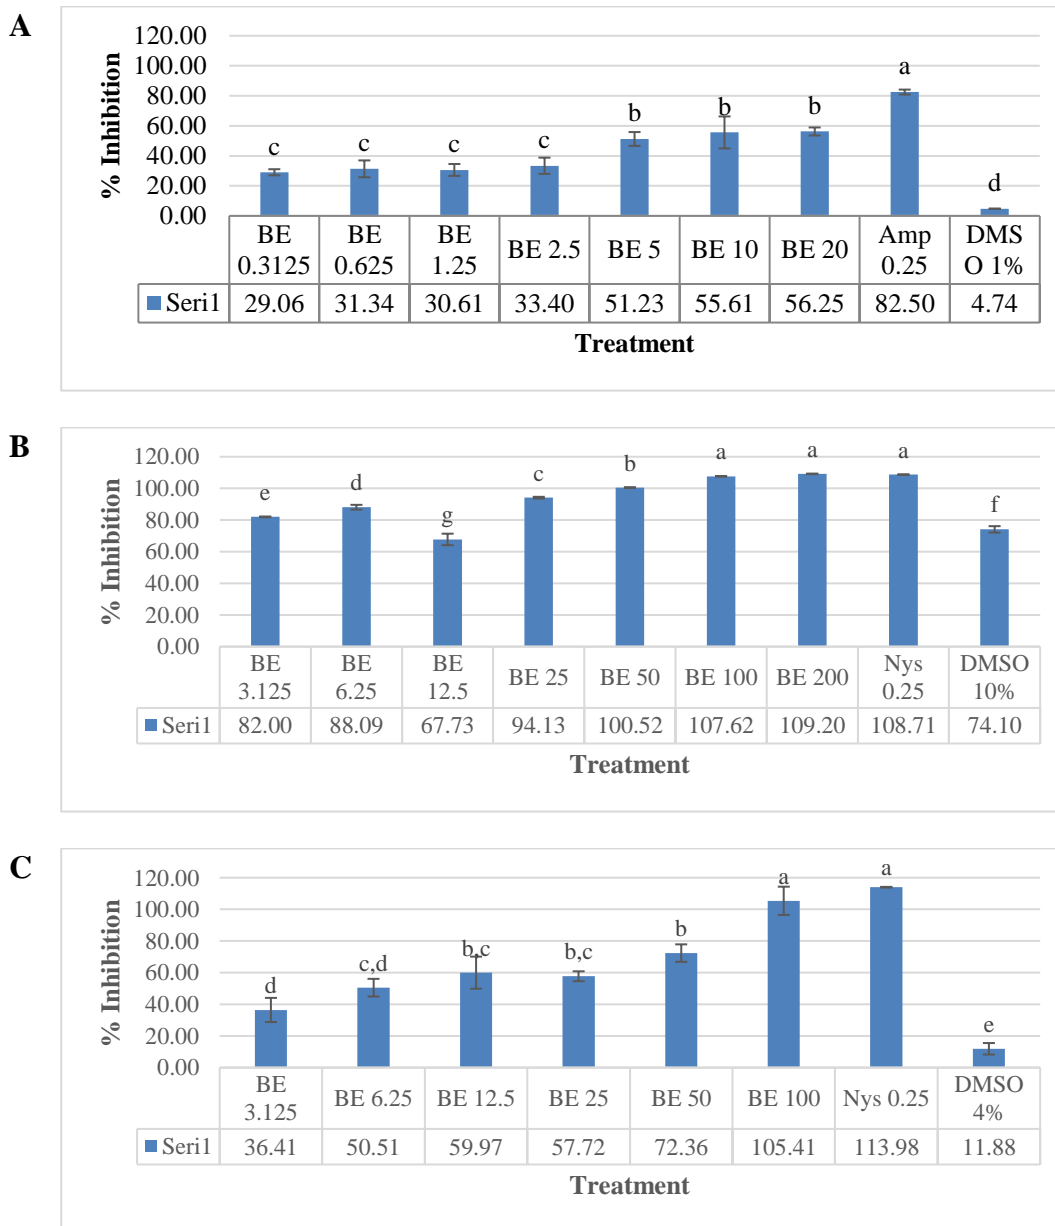 A
% Inhibition
120.00
100.00
80.00
60.00
40.00
20.00
0.00
c c c c b b b a d
BE 0.3125 BE 0.625 BE 1.25 BE 2.5 BE 5 BE 10 BE 20 Amp 0.25 DMS O 1%
Seri1 29.06 31.34 30.61 33.40 51.23 55.61 56.25 82.50 4.74
Treatment
B
% Inhibition
120.00
100.00
80.00
60.00
40.00
20.00
0.00
e d g c b a a a f
BE 3.125 BE 6.25 BE 12.5 BE 25 BE 50 BE 100 BE 200 Nys 0.25 DMSO 10%
Seri1 82.00 88.09 67.73 94.13 100.52 107.62 109.20 108.71 74.10
Treatment
C
% Inhibition
120.00
100.00
80.00
60.00
40.00
20.00
0.00
d c,d b,c b,c b a a e
BE 3.125 BE 6.25 BE 12.5 BE 25 BE 50 BE 100 Nys 0.25 DMSO 4%
Seri1 36.41 50.51 59.97 57.72 72.36 105.41 113.98 11.88
Treatment